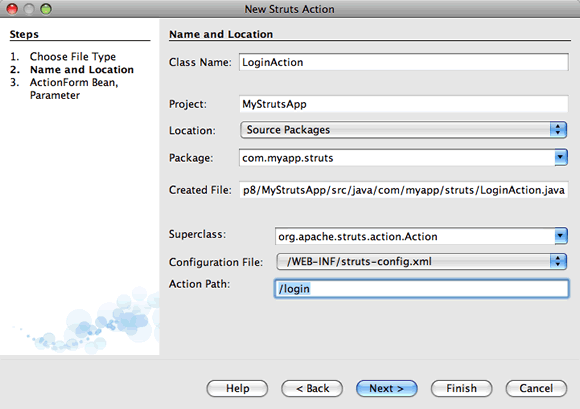 New Struts Action
Steps
1. Choose File Type
2. Name and Location
3. ActionForm Bean,
Parameter
Name and Location
Class Name: LoginAction
Project: MyStrutsApp
Location: Source Packages
Package: com.myapp.struts
Created File: p8/MyStrutsApp/src/java/com/myapp/struts/LoginAction.java
Superclass: org.apache.struts.action.Action
Configuration File: /WEB-INF/struts-config.xml
Action Path: /login
Help < Back Next > Finish Cancel